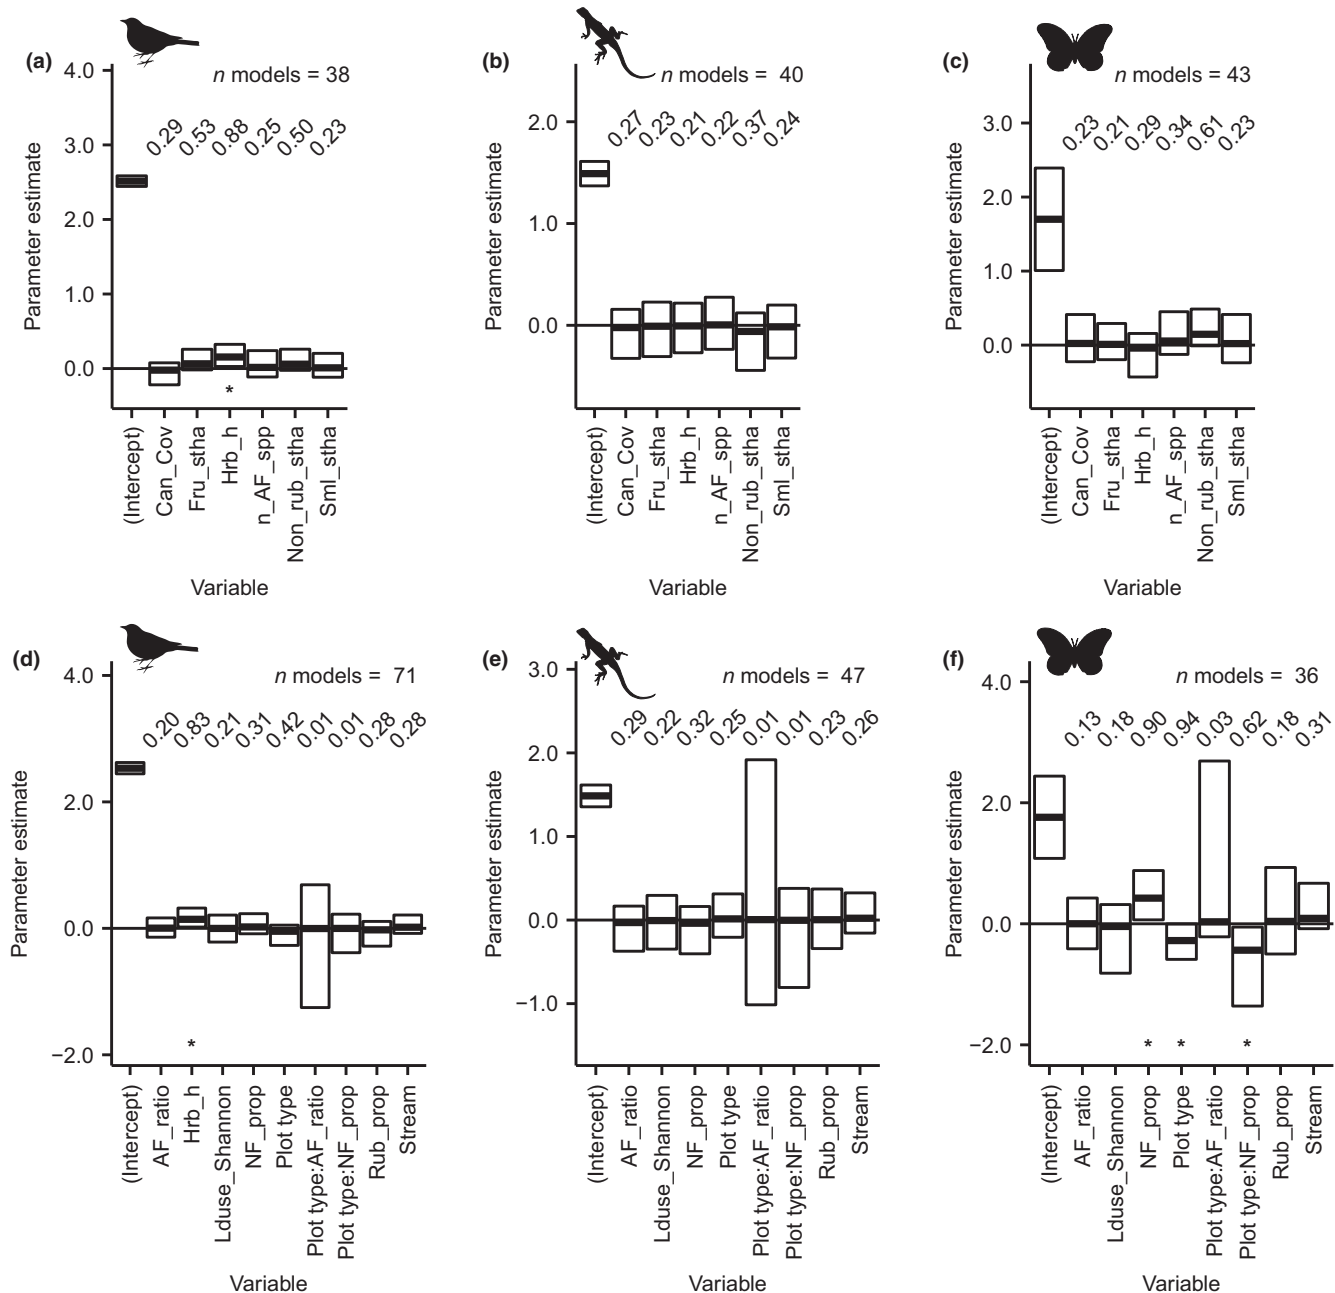 (a)
n models = 38
4.0
3.0
2.0
1.0
0.0
Parameter estimate
0.29 0.53 0.88 0.25 0.50 0.23
*
(Intercept)
Can_Cov
Fru_stha
Hrb_h
n_AF_spp
Non_rub_stha
Sml_stha
Variable
(b)
n models = 40
2.0
1.0
0.0
Parameter estimate
0.27 0.23 0.21 0.22 0.37 0.24
(Intercept)
Can_Cov
Fru_stha
Hrb_h
n_AF_spp
Non_rub_stha
Sml_stha
(c)
n models = 43
3.0
2.0
1.0
0.0
Parameter estimate
0.23 0.21 0.29 0.34 0.61 0.23
(Intercept)
Can_Cov
Fru_stha
Hrb_h
n_AF_spp
Non_rub_stha
Sml_stha
(d)
n models = 71
4.0
2.0
0.0
−2.0
Parameter estimate
0.20 0.83 0.21 0.31 0.42 0.01 0.01 0.28 0.28
*
(Intercept)
AF_ratio
Hrb_h
Lduse_Shannon
NF_prop
Plot type
Plot type:AF_ratio
Plot type:NF_prop
Rub_prop
Stream
Variable
(e)
n models = 47
3.0
2.0
1.0
0.0
−1.0
Parameter estimate
0.29 0.22 0.32 0.25 0.01 0.01 0.23 0.26
(Intercept)
AF_ratio
Lduse_Shannon
NF_prop
Plot type
Plot type:AF_ratio
Plot type:NF_prop
Rub_prop
Stream
Variable
(f)
n models = 36
4.0
2.0
0.0
−2.0
Parameter estimate
0.13 0.18 0.90 0.94 0.03 0.62 0.18 0.31
* * *
(Intercept)
AF_ratio
Lduse_Shannon
NF_prop
Plot type
Plot type:AF_ratio
Plot type:NF_prop
Rub_prop
Stream
Variable